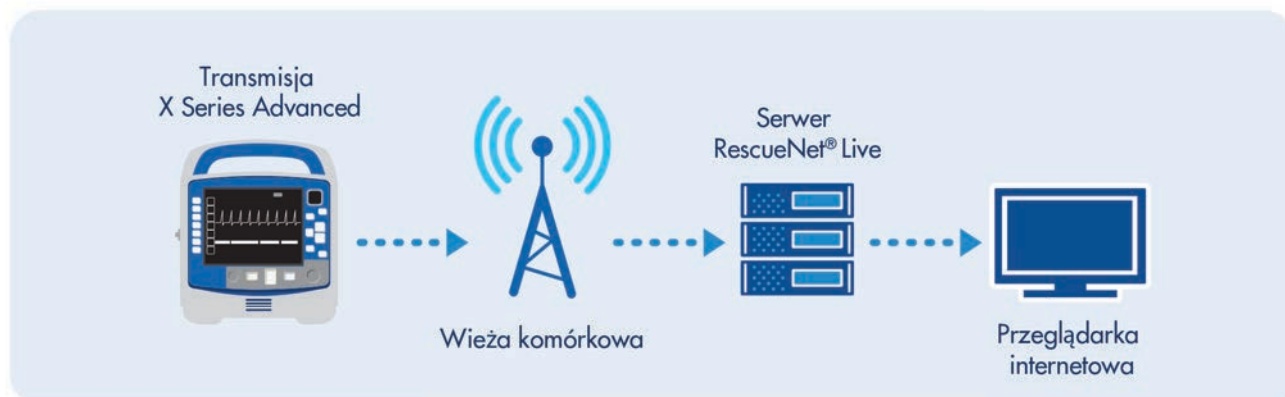 Transmisja
X Series Advanced
Wieża komórkowa
Serwer
RescueNet® Live
Przeglądarka
internetowa